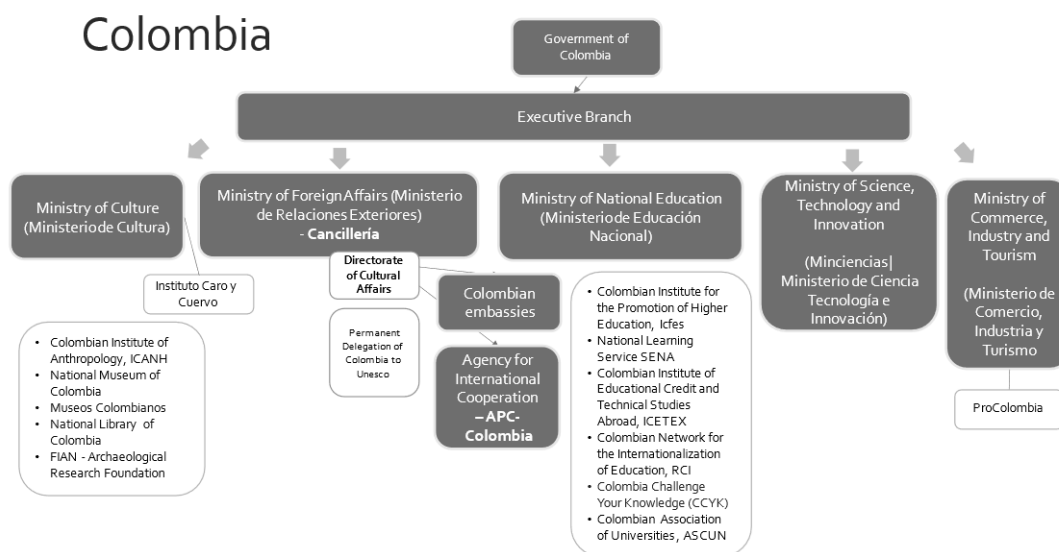 Colombia
Government of
Colombia
Executive Branch
Ministry of Culture
(Ministerio de Cultura)
Ministry of Foreign Affairs (Ministerio
de Relaciones Exteriores)
- Cancillería
Ministry of National Education
(Ministerio de Educación
Nacional)
Ministry of Science,
Technology and
Innovation
(Minciencias|
Ministerio de Ciencia
Tecnología e
Innovación)
Ministry of
Commerce,
Industry and
Tourism
(Ministerio de
Comercio,
Industria y
Turismo)
Instituto Caro y
Cuervo
• Colombian Institute of
Anthropology, ICANH
• National Museum of
Colombia
• Museos Colombianos
• National Library of
Colombia
• FIAN - Archaeological
Research Foundation
Directorate
of Cultural
Affairs
Permanent
Delegation of
Colombia to
Unesco
Colombian
embassies
Agency for
International
Cooperation
– APC-
Colombia
• Colombian Institute for
the Promotion of Higher
Education, Icfes
• National Learning
Service SENA
• Colombian Institute of
Educational Credit and
Technical Studies
Abroad, ICETEX
• Colombian Network for
the Internationalization
of Education, RCI
• Colombia Challenge
Your Knowledge (CCYK)
• Colombian Association
of Universities, ASCUN
ProColombia